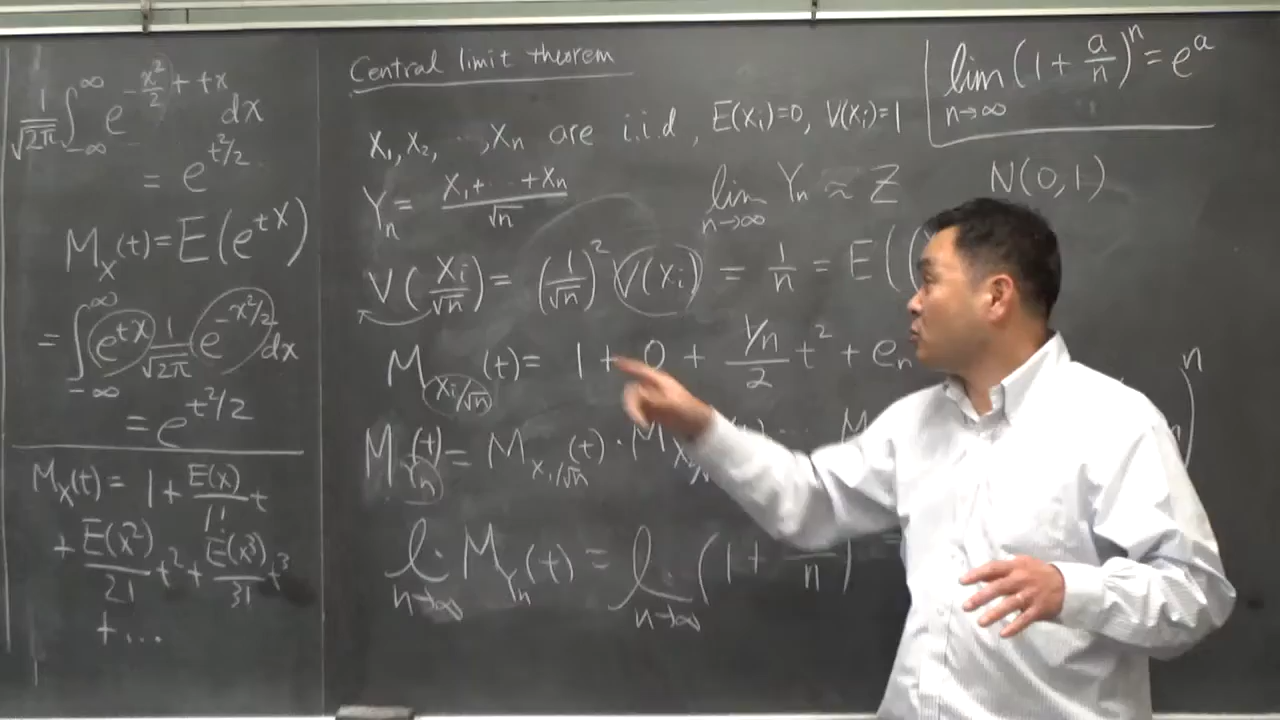 1/√2π ∫_{-∞}^{∞} e^{-x²/2 + tx} dx
= e^{t²/2}
M_X(t) = E(e^{tX})
= ∫_{-∞}^{∞} e^{tx} 1/√2π e^{-x²/2} dx
= e^{t²/2}
M_X(t) = 1 + E(X)/1! t
+ E(X²)/2! t² + E(X³)/3! t³
+ ...
Central limit theorem
X₁, X₂, ..., Xn are i.i.d, E(Xi)=0, V(Xi)=1
Yn = X₁ + ... + Xn / √n
lim_{n→∞} Yn ≈ Z N(0,1)
V(Xi/√n) = (1/√n)² V(Xi) = 1/n = E((
M_{Xi/√n}(t) = 1 + 0 + 1/n/2 t² + en
M_{Yn}(t) = M_{X₁/√n}(t) · M )ⁿ
lim_{n→∞} M_{Yn}(t) = lim_{n→∞} (1 + n ) =
lim_{n→∞} (1 + a/n)ⁿ = e^a